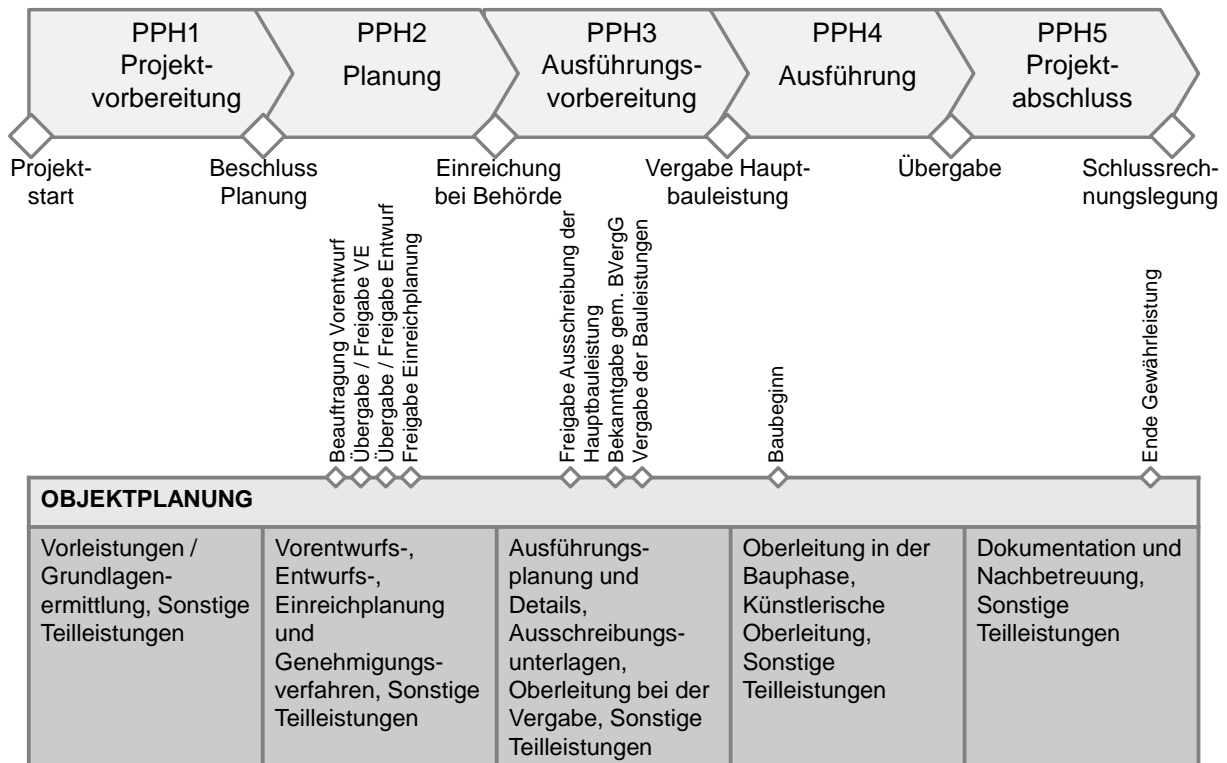 PPH1
Projekt-
vorbereitung
PPH2
Planung
PPH3
Ausführungs-
vorbereitung
PPH4
Ausführung
PPH5
Projekt-
abschluss
Projekt-
start
Beschluss
Planung
Einreichung
bei Behörde
Vergabe Haupt-
bauleistung
Übergabe
Schlussrech-
nungslegung
Beauftragung Vorentwurf
Übergabe / Freigabe VE
Übergabe / Freigabe Entwurf
Freigabe Einreichplanung
Freigabe Ausschreibung der
Hauptbauleistung
Bekanntgabe gem. BVergG
Vergabe der Bauleistungen
Baubeginn
Ende Gewährleistung
OBJEKTPLANUNG
Vorleistungen /
Grundlagen-
ermittlung, Sonstige
Teilleistungen
Vorentwurfs-,
Entwurfs-,
Einreichplanung
und
Genehmigungs-
verfahren, Sonstige
Teilleistungen
Ausführungs-
planung und
Details,
Ausschreibungs-
unterlagen,
Oberleitung bei der
Vergabe, Sonstige
Teilleistungen
Oberleitung in der
Bauphase,
Künstlerische
Oberleitung,
Sonstige
Teilleistungen
Dokumentation und
Nachbetreuung,
Sonstige
Teilleistungen